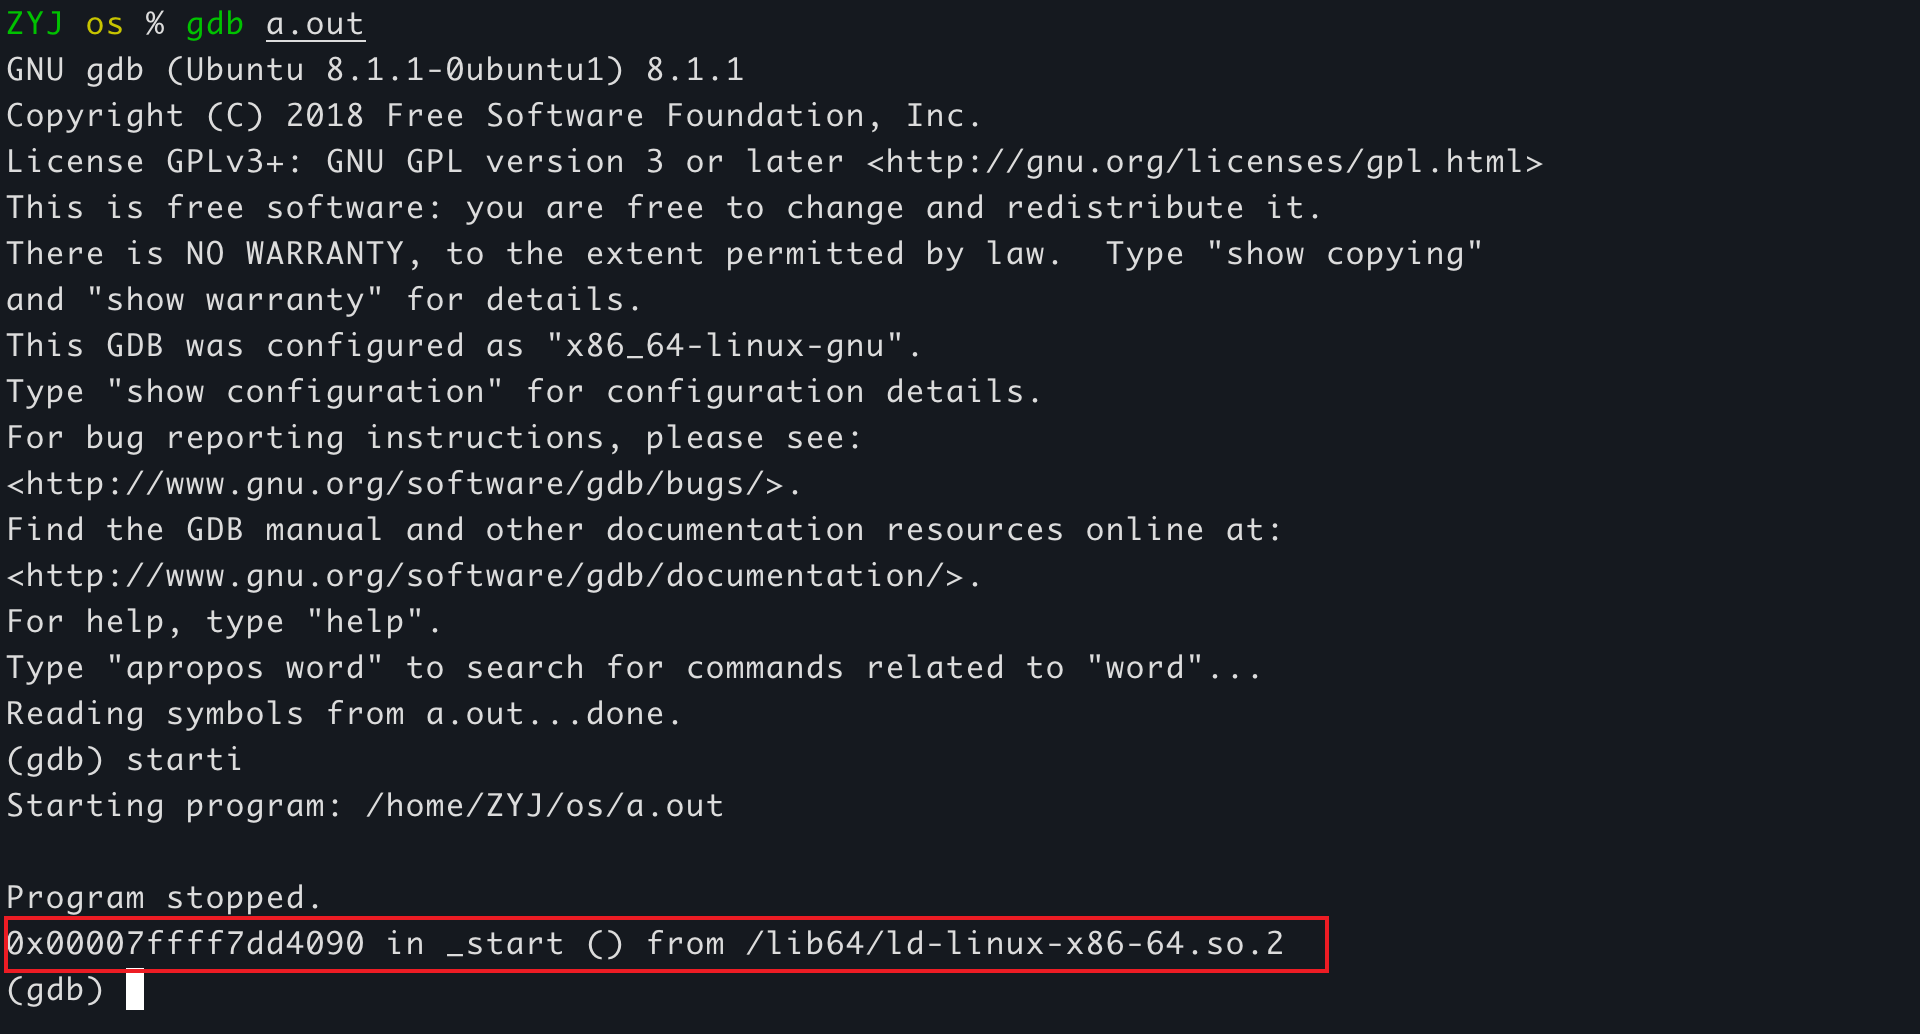 ZYJ os % gdb a.out
GNU gdb (Ubuntu 8.1.1-0ubuntu1) 8.1.1
Copyright (C) 2018 Free Software Foundation, Inc.
License GPLv3+: GNU GPL version 3 or later <http://gnu.org/licenses/gpl.html>
This is free software: you are free to change and redistribute it.
There is NO WARRANTY, to the extent permitted by law.  Type "show copying"
and "show warranty" for details.
This GDB was configured as "x86_64-linux-gnu".
Type "show configuration" for configuration details.
For bug reporting instructions, please see:
<http://www.gnu.org/software/gdb/bugs/>.
Find the GDB manual and other documentation resources online at:
<http://www.gnu.org/software/gdb/documentation/>.
For help, type "help".
Type "apropos word" to search for commands related to "word"...
Reading symbols from a.out...done.
(gdb) starti
Starting program: /home/ZYJ/os/a.out
Program stopped.
0x00007ffff7dd4090 in _start () from /lib64/ld-linux-x86-64.so.2
(gdb)